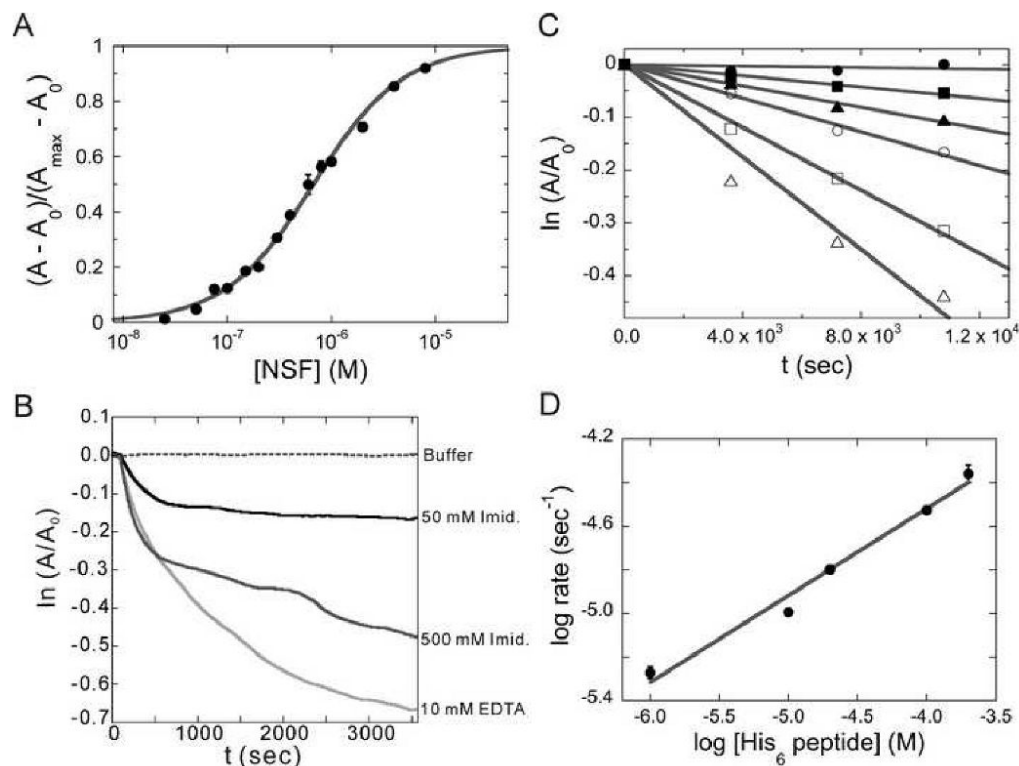 A
(A - A₀)/(Aₘₐₓ - A₀)
1
0.8
0.6
0.4
0.2
0
10⁻⁸
10⁻⁷
10⁻⁶
10⁻⁵
[NSF] (M)
B
ln (A/A₀)
0.1
0.0
-0.1
-0.2
-0.3
-0.4
-0.5
-0.6
-0.7
Buffer
50 mM Imid.
500 mM Imid.
10 mM EDTA
0
1000
2000
3000
t (sec)
C
ln (A/A₀)
0
-0.1
-0.2
-0.3
-0.4
0.0
4.0 x 10³
8.0 x 10³
1.2 x 10⁴
t (sec)
D
log rate (sec⁻¹)
-4.2
-4.6
-5.0
-5.4
-6.0
-5.5
-5.0
-4.5
-4.0
-3.5
log [His₆ peptide] (M)